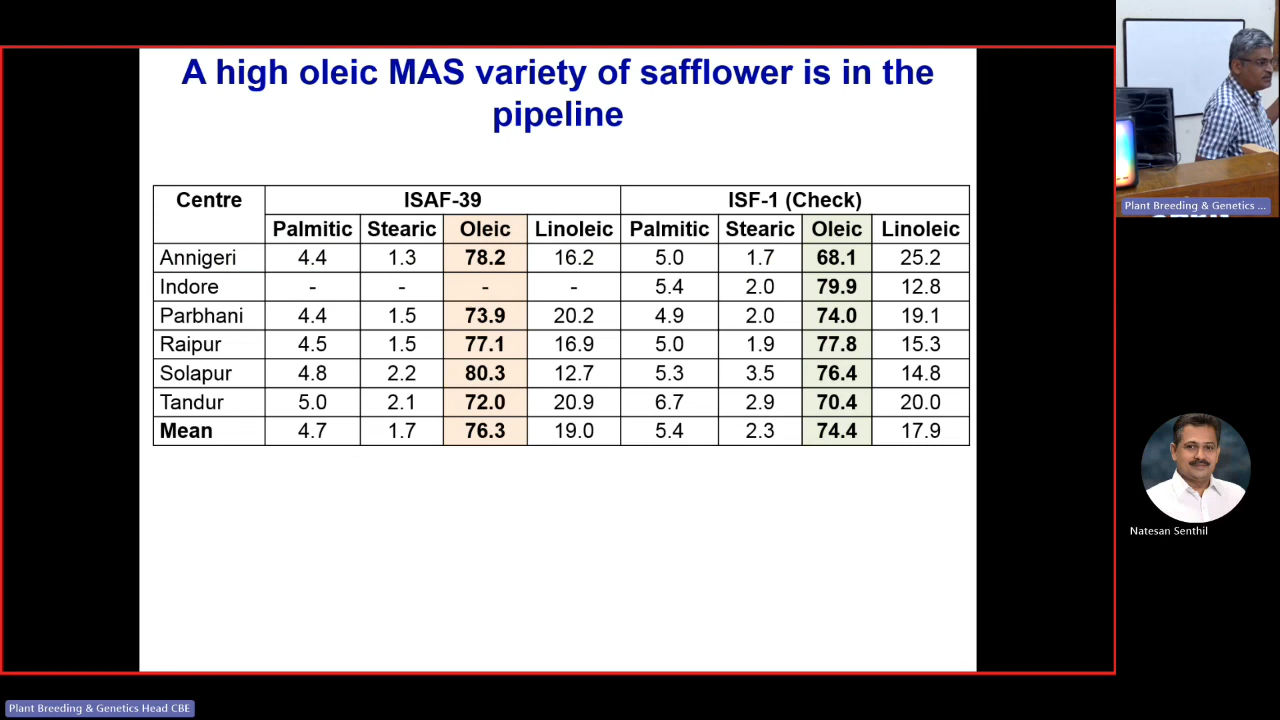 A high oleic MAS variety of safflower is in the
pipeline
Centre ISAF-39 ISF-1 (Check)
Palmitic Stearic Oleic Linoleic Palmitic Stearic Oleic Linoleic
Annigeri 4.4 1.3 78.2 16.2 5.0 1.7 68.1 25.2
Indore - - - - 5.4 2.0 79.9 12.8
Parbhani 4.4 1.5 73.9 20.2 4.9 2.0 74.0 19.1
Raipur 4.5 1.5 77.1 16.9 5.0 1.9 77.8 15.3
Solapur 4.8 2.2 80.3 12.7 5.3 3.5 76.4 14.8
Tandur 5.0 2.1 72.0 20.9 6.7 2.9 70.4 20.0
Mean 4.7 1.7 76.3 19.0 5.4 2.3 74.4 17.9
Plant Breeding & Genetics ...
Natesan Senthil
Plant Breeding & Genetics Head CBE